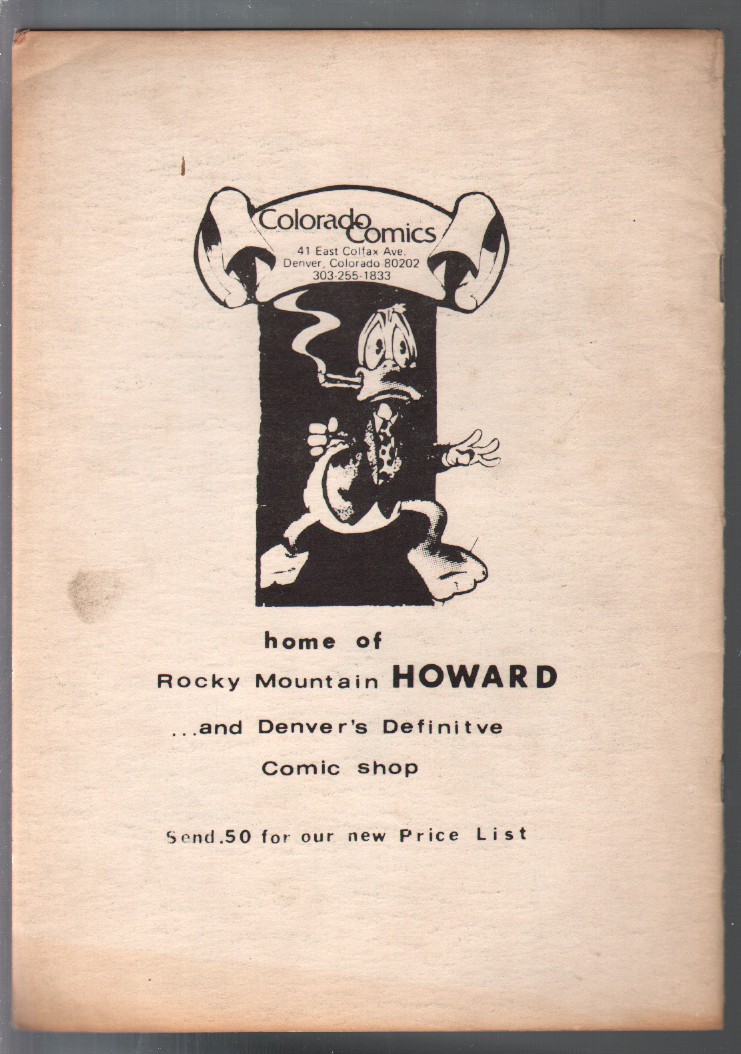 Colorado
Comics
41 East Colfax Ave.
Denver, Colorado 80202
303-255-1833
home of
Rocky Mountain HOWARD
...and Denver's Definitve
Comic shop
Send .50 for our new Price List